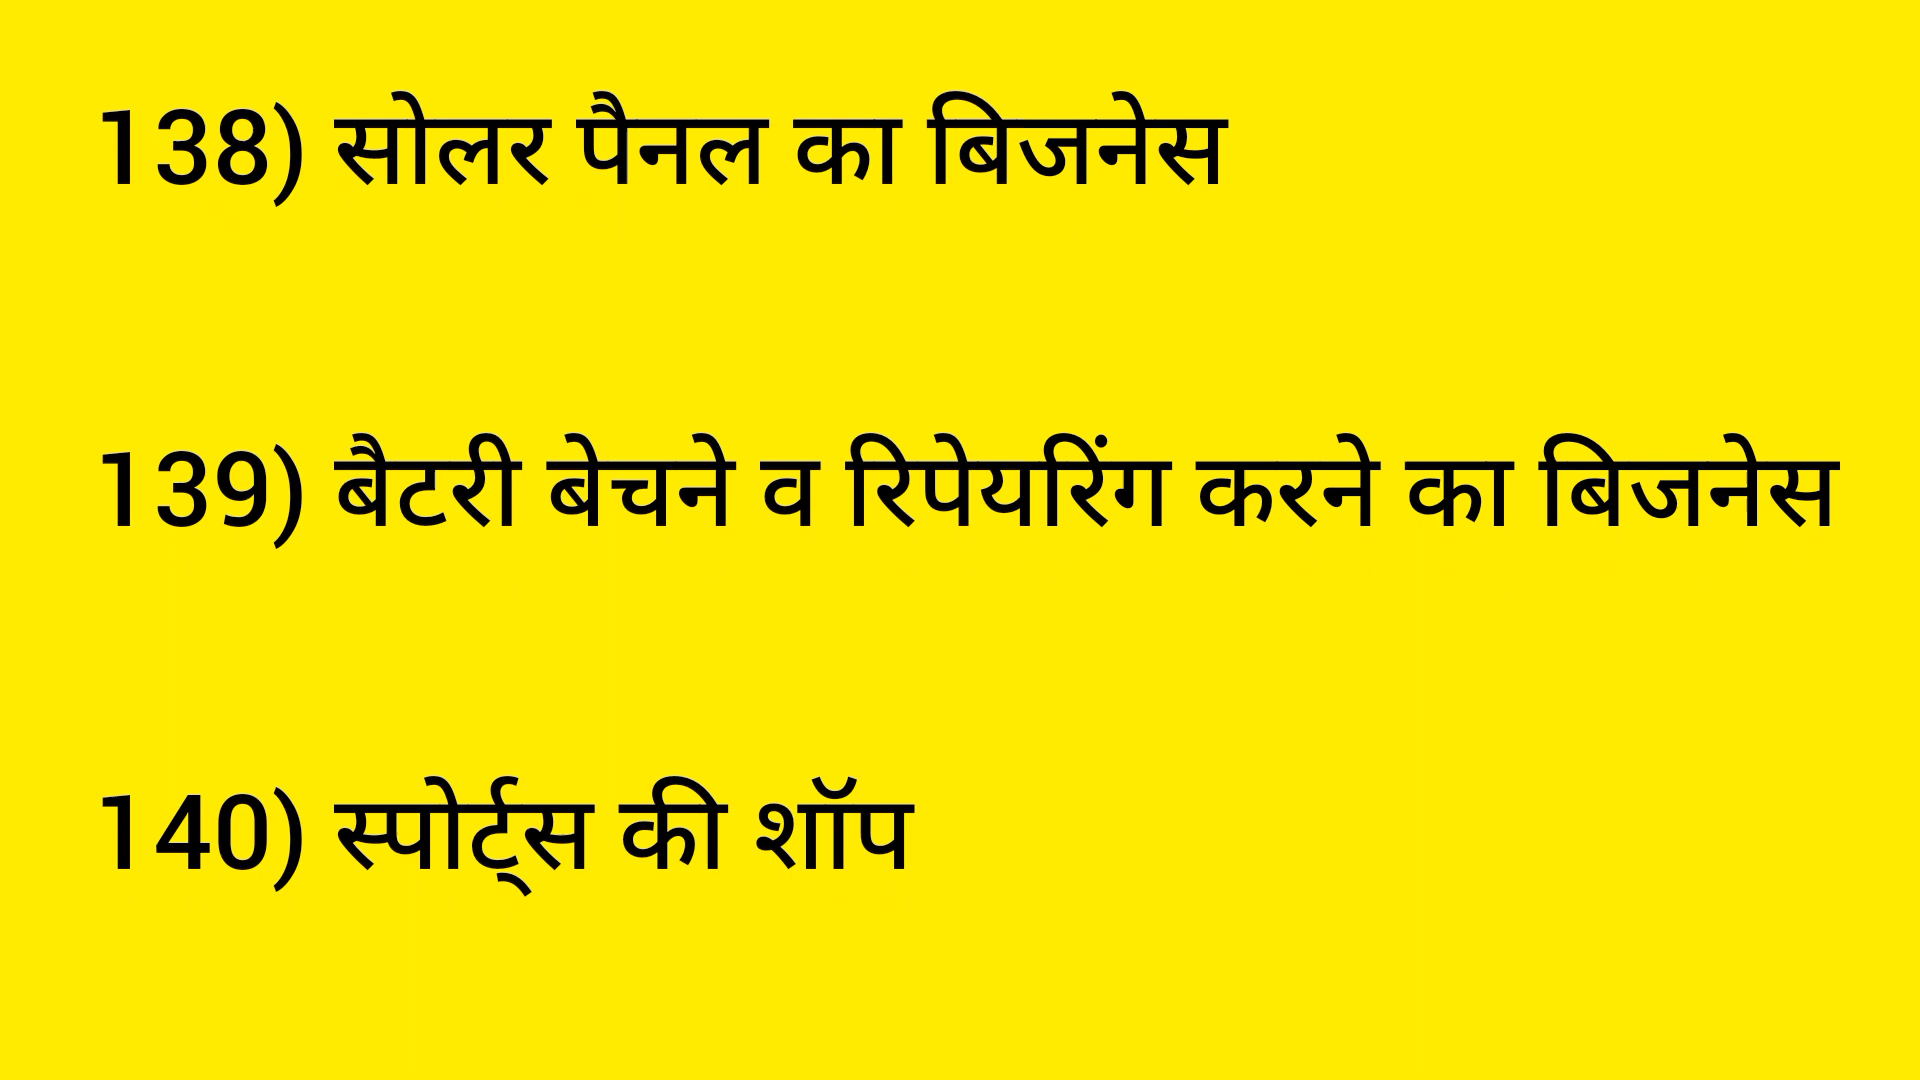 138) सोलर पैनल का बिजनेस
139) बैटरी बेचने व रिपेयरिंग करने का बिजनेस
140) स्पोर्ट्स की शॉप